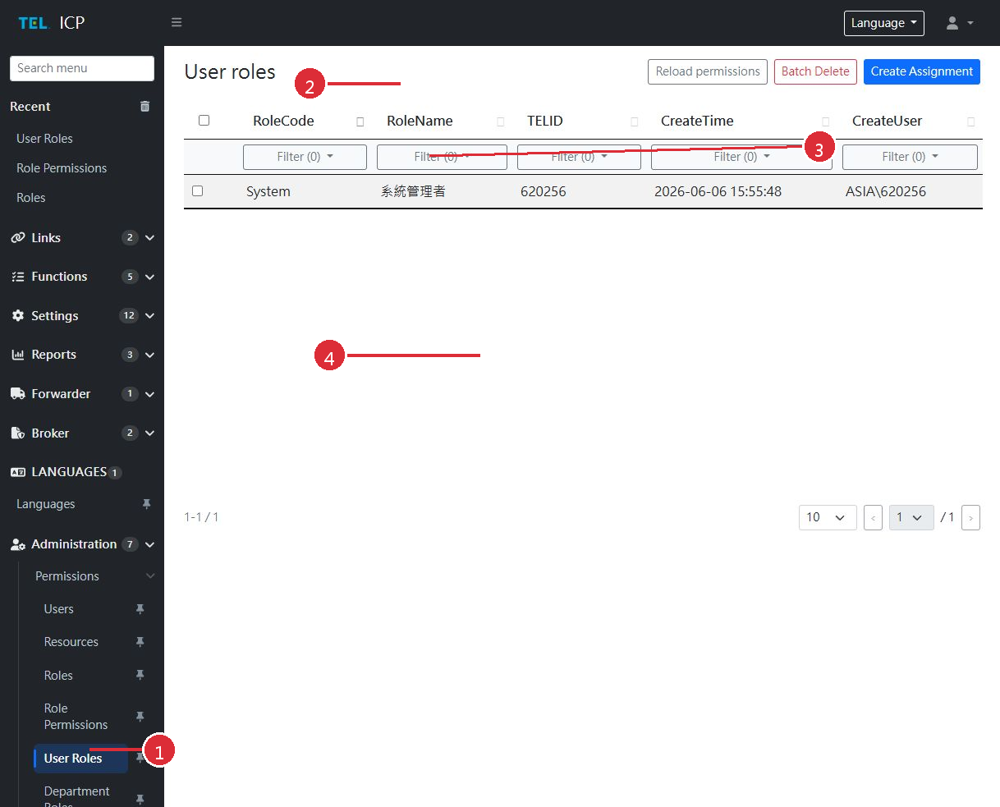 TEL ICP
Language
Search menu
User roles
Reload permissions
Batch Delete
Create Assignment
2
Recent
RoleCode
RoleName
TELID
CreateTime
CreateUser
User Roles
Filter (0)
Filter (0)
Filter (0)
Filter (0)
Filter (0)
3
Role Permissions
System
系統管理者
620256
2026-06-06 15:55:48
ASIA\620256
Roles
Links 2
Functions 5
Settings 12
Reports 3
4
Forwarder 1
Broker 2
LANGUAGES 1
Languages
1-1 / 1
10
<
1
/ 1
>
Administration 7
Permissions
Users
Resources
Roles
Role
Permissions
User Roles
1
Department
Roles